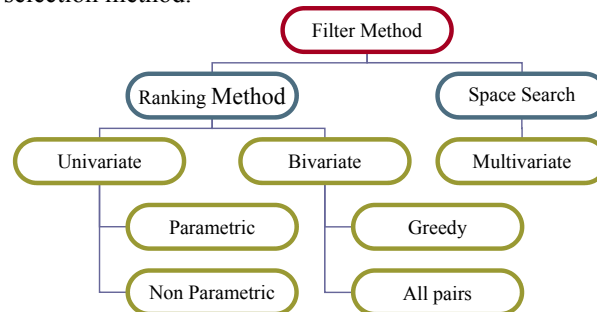 selection method.
Filter Method
Ranking Method
Space Search
Univariate
Bivariate
Multivariate
Parametric
Greedy
Non Parametric
All pairs